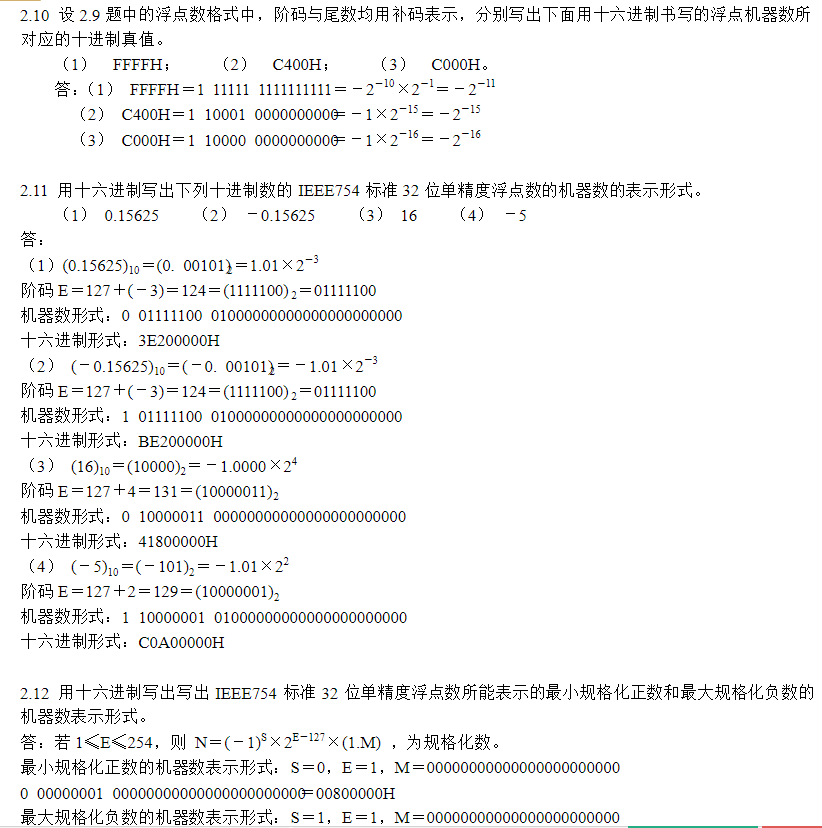 2.10 设 2.9 题中的浮点数格式中，阶码与尾数均用补码表示，分别写出下面用十六进制书写的浮点机器数所
对应的十进制真值。
（1） FFFFH； （2） C400H； （3） C000H。
答：（1） FFFFH＝1 11111 1111111111＝－2⁻¹⁰×2⁻¹＝－2⁻¹¹
（2） C400H＝1 10001 0000000000＝－1×2⁻¹⁵＝－2⁻¹⁵
（3） C000H＝1 10000 0000000000＝－1×2⁻¹⁶＝－2⁻¹⁶
2.11 用十六进制写出下列十进制数的 IEEE754 标准 32 位单精度浮点数的机器数的表示形式。
（1） 0.15625 （2） －0.15625 （3） 16 （4） －5
答：
（1）(0.15625)₁₀＝(0. 00101)₂＝1.01×2⁻³
阶码 E＝127＋(－3)＝124＝(1111100)₂＝01111100
机器数形式：0 01111100 01000000000000000000000
十六进制形式：3E200000H
（2） (－0.15625)₁₀＝(－0. 00101)₂＝－1.01×2⁻³
阶码 E＝127＋(－3)＝124＝(1111100)₂＝01111100
机器数形式：1 01111100 01000000000000000000000
十六进制形式：BE200000H
（3） (16)₁₀＝(10000)₂＝－1.0000×2⁴
阶码 E＝127＋4＝131＝(10000011)₂
机器数形式：0 10000011 00000000000000000000000
十六进制形式：41800000H
（4） (－5)₁₀＝(－101)₂＝－1.01×2²
阶码 E＝127＋2＝129＝(10000001)₂
机器数形式：1 10000001 01000000000000000000000
十六进制形式：C0A00000H
2.12 用十六进制写出写出 IEEE754 标准 32 位单精度浮点数所能表示的最小规格化正数和最大规格化负数的
机器数表示形式。
答：若 1≤E≤254，则 N＝(－1)ˢ×2ᴱ⁻¹²⁷×(1.M) ，为规格化数。
最小规格化正数的机器数表示形式：S＝0，E＝1，M＝00000000000000000000000
0 00000001 00000000000000000000000＝00800000H
最大规格化负数的机器数表示形式：S＝1，E＝1，M＝00000000000000000000000